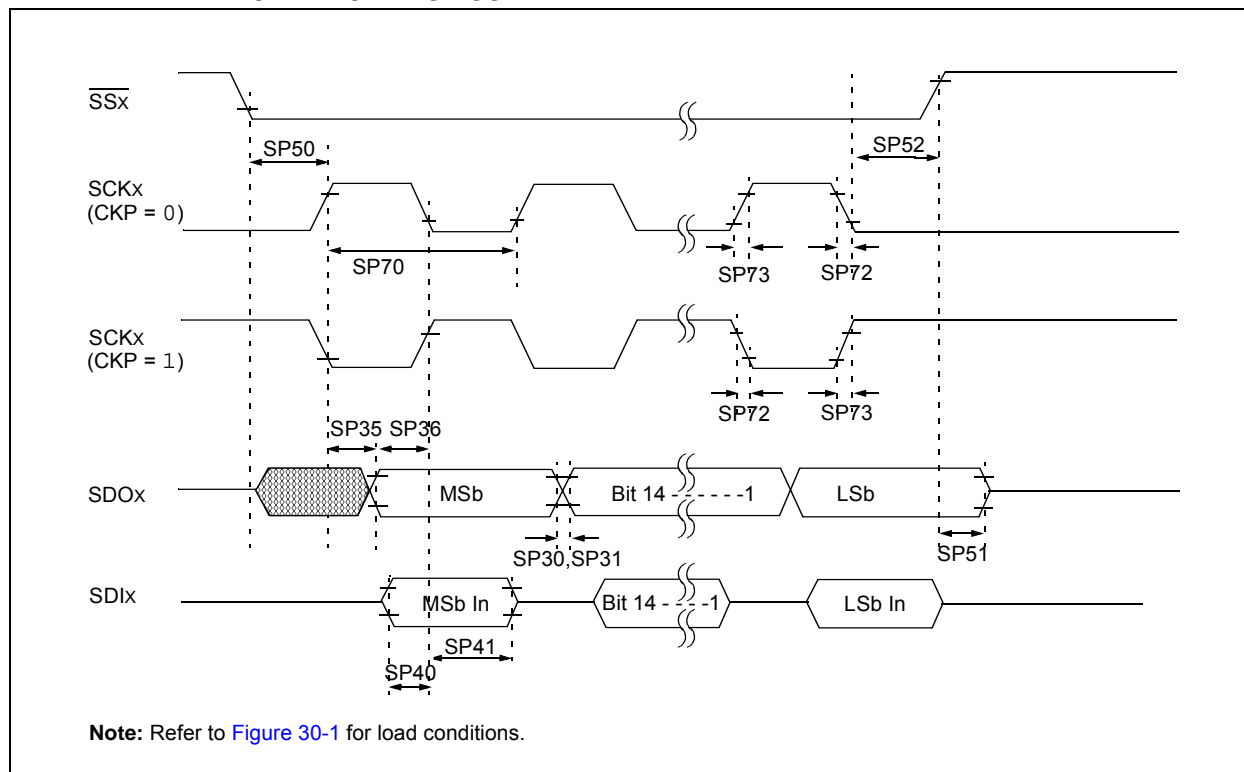 SSx
SP50
SP52
SCKx
(CKP = 0)
SP70
SP73
SP72
SCKx
(CKP = 1)
SP72
SP73
SP35
SP36
SDOx
MSb
Bit 14 - - - - - -1
LSb
SP30,SP31
SP51
SDIx
MSb In
Bit 14 - - - -1
LSb In
SP41
SP40
Note: Refer to Figure 30-1 for load conditions.